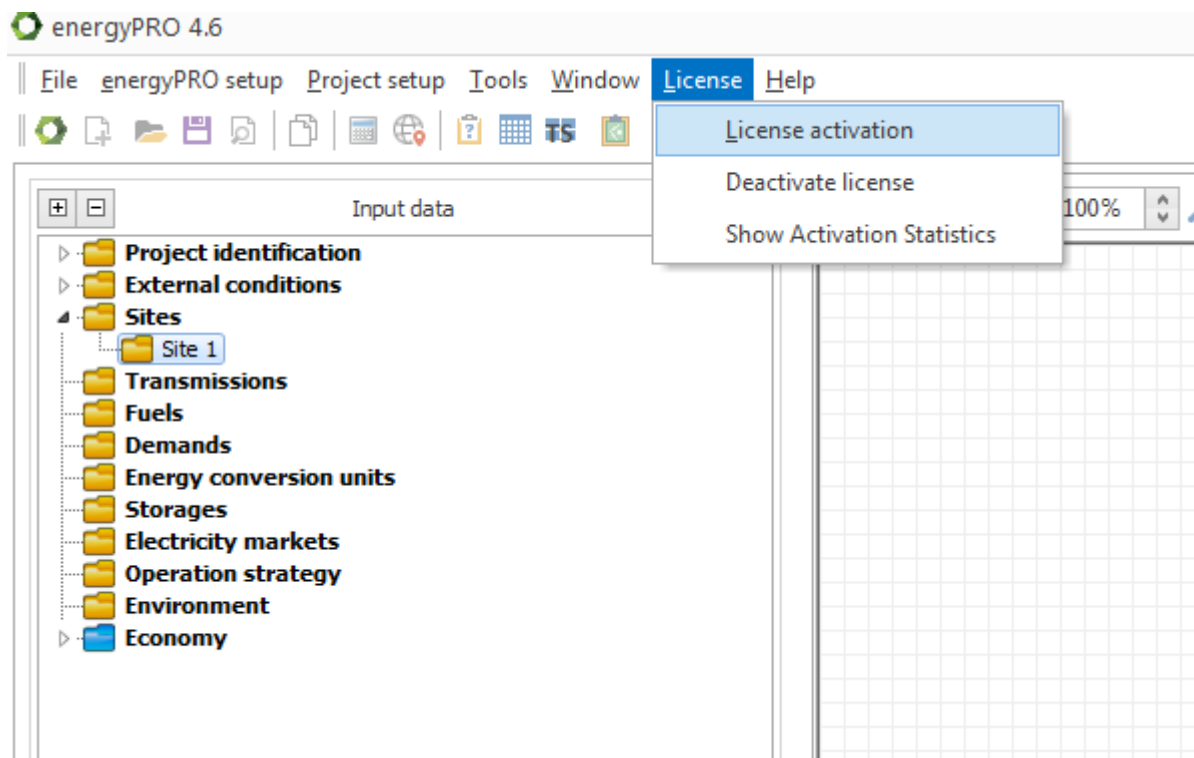 energyPRO 4.6
File energyPRO setup Project setup Tools Window License Help
TS
License activation
Deactivate license
Show Activation Statistics
Input data
100%
Project identification
External conditions
Sites
Site 1
Transmissions
Fuels
Demands
Energy conversion units
Storages
Electricity markets
Operation strategy
Environment
Economy